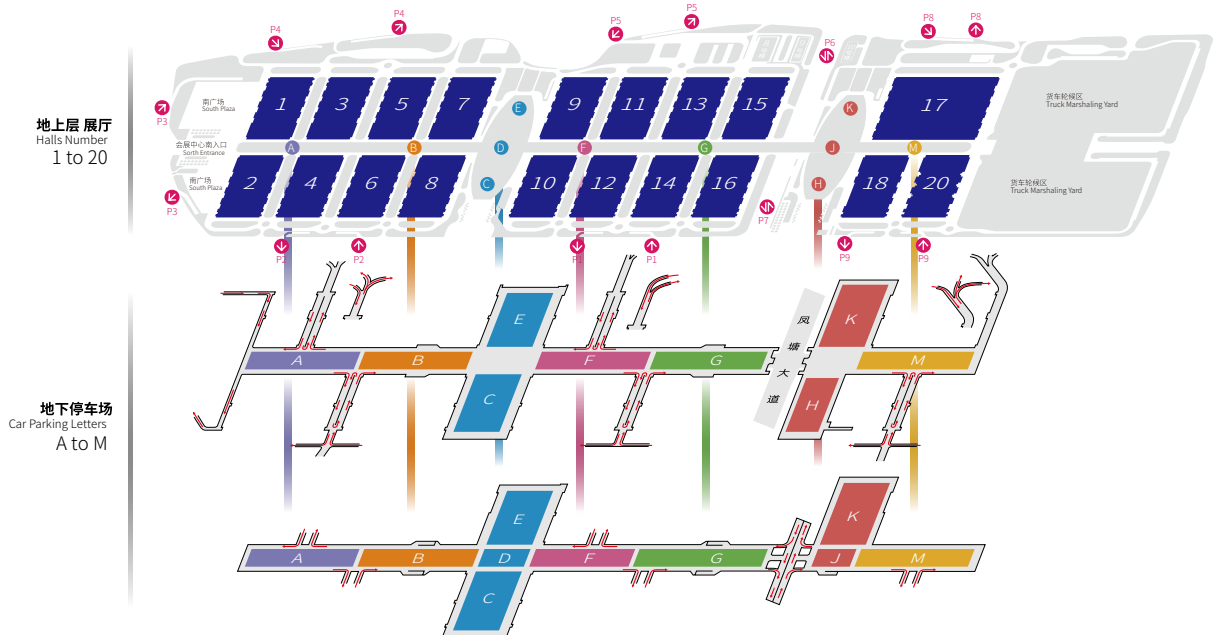 P4
P4
P5
P5
P6
P8
P8
地上层 展厅
Halls Number
1 to 20
南广场
South Plaza
P3
会展中心南入口
Sorth Entrance
南广场
South Plaza
P3
1
3
5
7
E
9
11
13
15
K
17
货车轮候区
Truck Marshaling Yard
A
B
D
F
G
J
M
2
4
6
8
C
10
12
14
16
H
18
20
货车轮候区
Truck Marshaling Yard
P7
P2
P2
P1
P1
P9
P9
地下停车场
Car Parking Letters
A to M
E
K
凤
塘
大
道
A
B
F
G
M
C
H
E
K
A
B
D
F
G
J
M
C